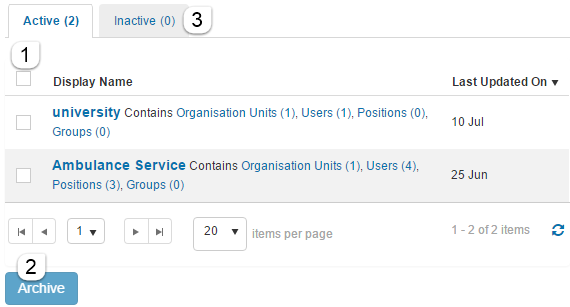 Active (2) Inactive (0) 3
1
Display Name Last Updated On
university Contains Organisation Units (1), Users (1), Positions (0),
Groups (0)
10 Jul
Ambulance Service Contains Organisation Units (1), Users (4),
Positions (3), Groups (0)
25 Jun
1 20 items per page 1 - 2 of 2 items
2
Archive